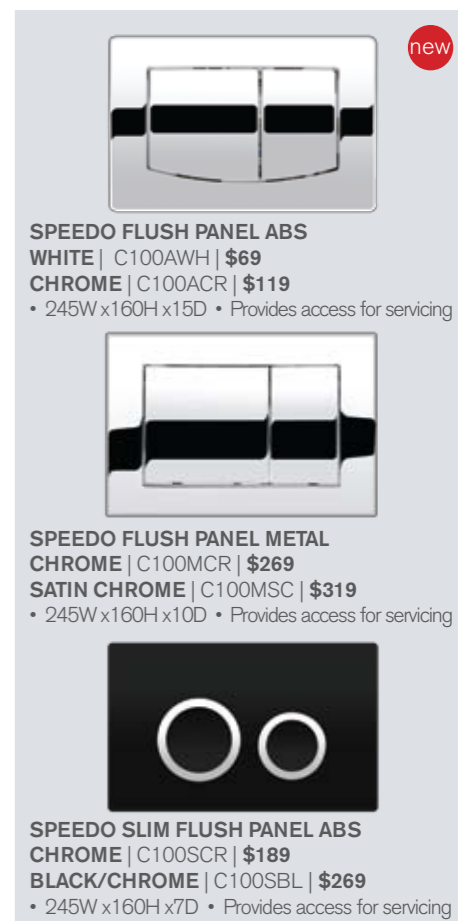 new
SPEEDO FLUSH PANEL ABS
WHITE | C100AWH | $69
CHROME | C100ACR | $119
• 245W x160H x15D • Provides access for servicing
SPEEDO FLUSH PANEL METAL
CHROME | C100MCR | $269
SATIN CHROME | C100MSC | $319
• 245W x160H x10D • Provides access for servicing
SPEEDO SLIM FLUSH PANEL ABS
CHROME | C100SCR | $189
BLACK/CHROME | C100SBL | $269
• 245W x160H x7D • Provides access for servicing